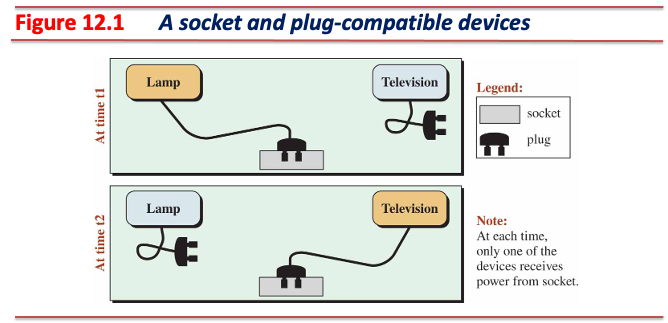 Figure 12.1 A socket and plug-compatible devices
At time t1
Lamp
Television
Legend:
socket
plug
At time t2
Lamp
Television
Note:
At each time,
only one of the
devices receives
power from socket.